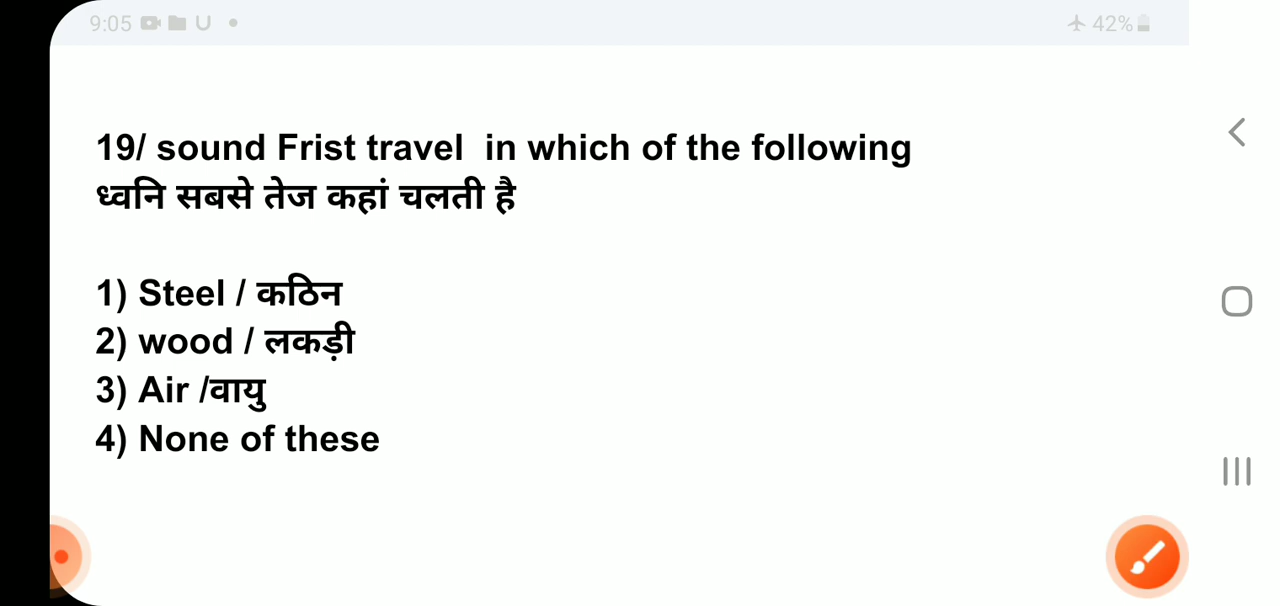 9:05 U
42%
19/ sound Frist travel in which of the following
ध्वनि सबसे तेज कहां चलती है
1) Steel / कठिन
2) wood / लकड़ी
3) Air /वायु
4) None of these